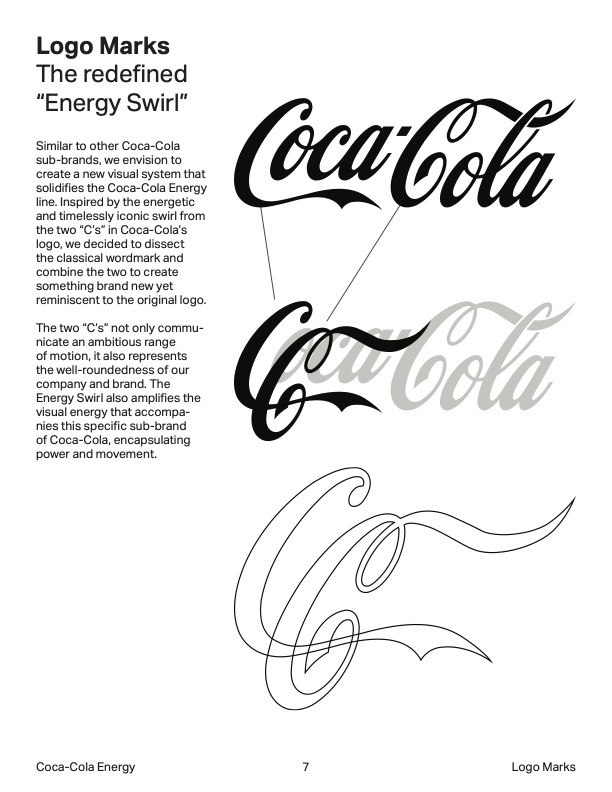 Logo Marks
The redefined
“Energy Swirl”
Similar to other Coca-Cola
sub-brands, we envision to
create a new visual system that
solidifies the Coca-Cola Energy
line. Inspired by the energetic
and timelessly iconic swirl from
the two “C’s” in Coca-Cola’s
logo, we decided to dissect
the classical wordmark and
combine the two to create
something brand new yet
reminiscent to the original logo.
The two “C’s” not only commu-
nicate an ambitious range
of motion, it also represents
the well-roundedness of our
company and brand. The
Energy Swirl also amplifies the
visual energy that accompa-
nies this specific sub-brand
of Coca-Cola, encapsulating
power and movement.
Coca-Cola
C C oca-Cola
C C
Coca-Cola Energy
7
Logo Marks